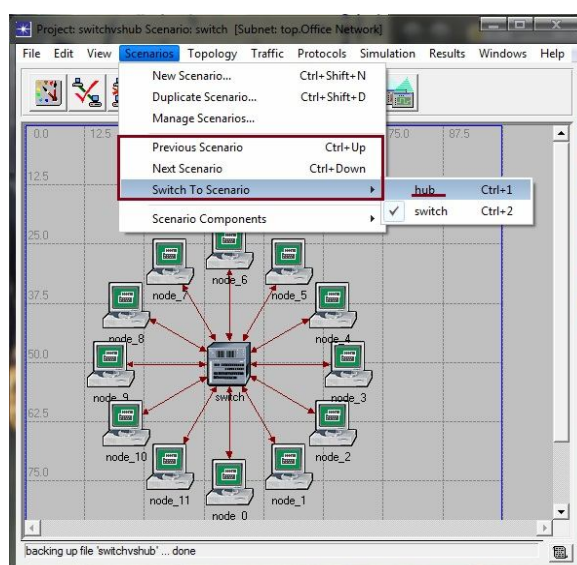 Project: switchvshub Scenario: switch [Subnet: top.Office Network]
File Edit View Scenarios Topology Traffic Protocols Simulation Results Windows Help
New Scenario... Ctrl+Shift+N
Duplicate Scenario... Ctrl+Shift+D
Manage Scenarios...
Previous Scenario Ctrl+Up
Next Scenario Ctrl+Down
Switch To Scenario
hub Ctrl+1
switch Ctrl+2
Scenario Components
0.0 12.5 75.0 87.5
12.5
25.0
node_6
37.5
node_7 node_5
node_8 node_4
50.0
node_9 switch node_3
62.5
node_10 node_2
75.0
node_11 node_1
node 0
backing up file 'switchvshub' ... done